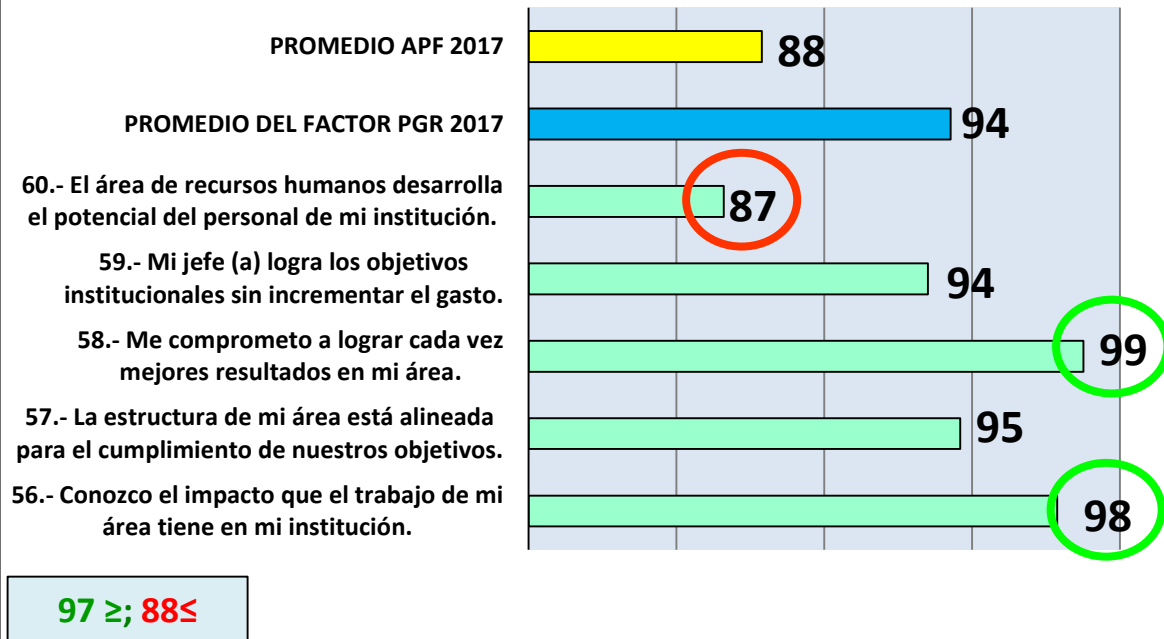 PROMEDIO APF 2017
88
PROMEDIO DEL FACTOR PGR 2017
94
60.- El área de recursos humanos desarrolla
el potencial del personal de mi institución.
87
59.- Mi jefe (a) logra los objetivos
institucionales sin incrementar el gasto.
94
58.- Me comprometo a lograr cada vez
mejores resultados en mi área.
99
57.- La estructura de mi área está alineada
para el cumplimiento de nuestros objetivos.
95
56.- Conozco el impacto que el trabajo de mi
área tiene en mi institución.
98
97 ≥; 88≤